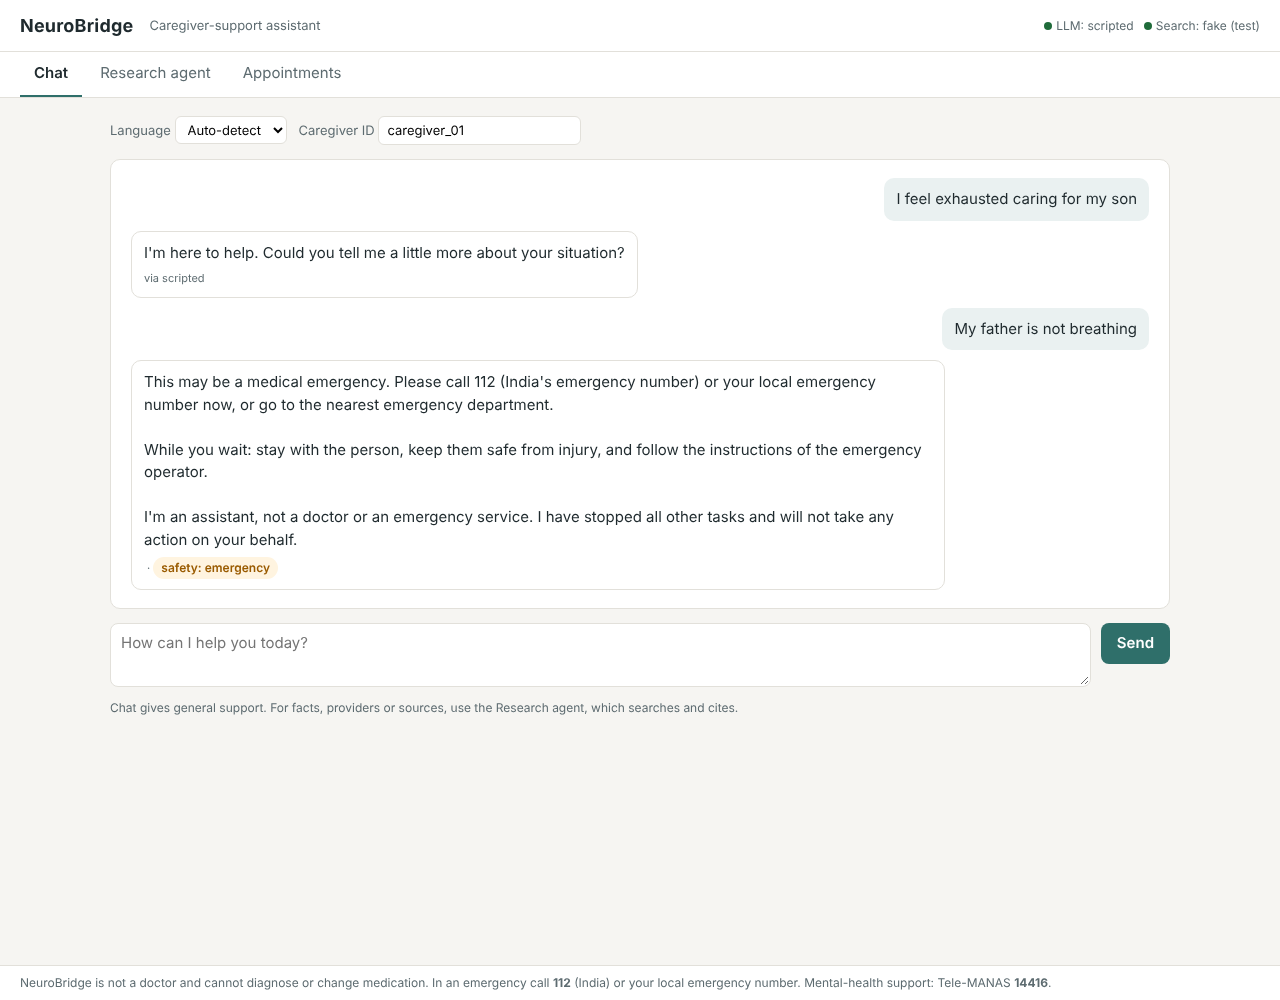 NeuroBridge Caregiver-support assistant
LLM: scripted Search: fake (test)
Chat Research agent Appointments
Language Auto-detect Caregiver ID caregiver_01
I feel exhausted caring for my son
I'm here to help. Could you tell me a little more about your situation?
via scripted
My father is not breathing
This may be a medical emergency. Please call 112 (India's emergency number) or your local emergency
number now, or go to the nearest emergency department.
While you wait: stay with the person, keep them safe from injury, and follow the instructions of the emergency
operator.
I'm an assistant, not a doctor or an emergency service. I have stopped all other tasks and will not take any
action on your behalf.
· safety: emergency
How can I help you today?
Send
Chat gives general support. For facts, providers or sources, use the Research agent, which searches and cites.
NeuroBridge is not a doctor and cannot diagnose or change medication. In an emergency call 112 (India) or your local emergency number. Mental-health support: Tele-MANAS 14416.